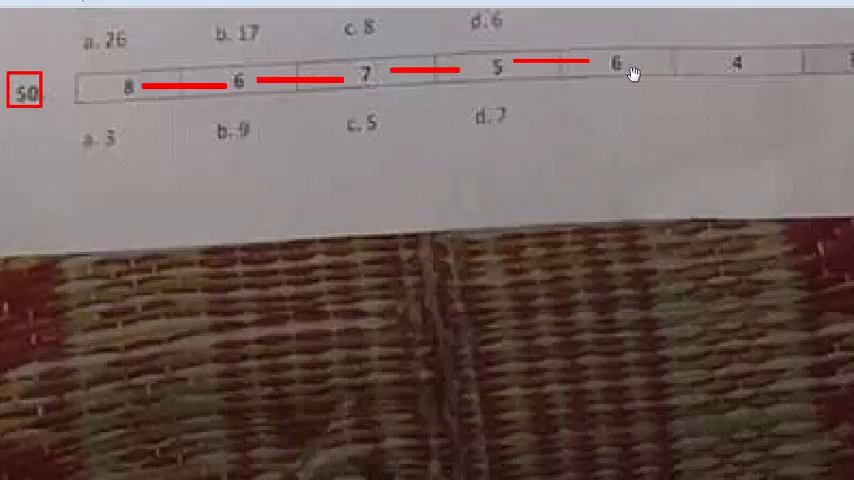 a. 26 b. 17 c. 8 d. 6
50. 8 6 7 5 6 4
a. 3 b. 9 c. 5 d. 7